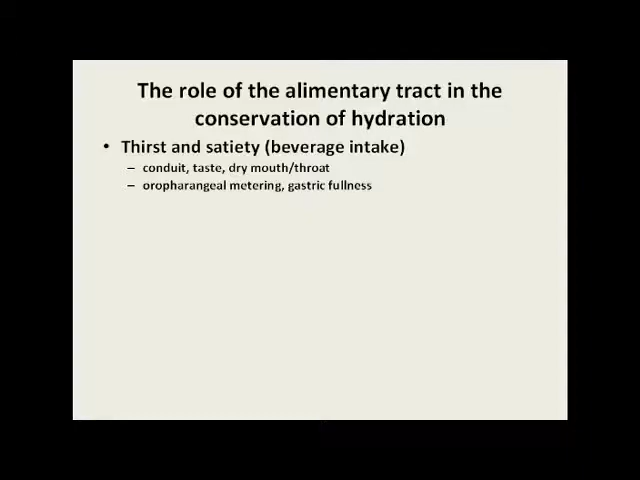 The role of the alimentary tract in the
conservation of hydration
• Thirst and satiety (beverage intake)
– conduit, taste, dry mouth/throat
– oropharangeal metering, gastric fullness